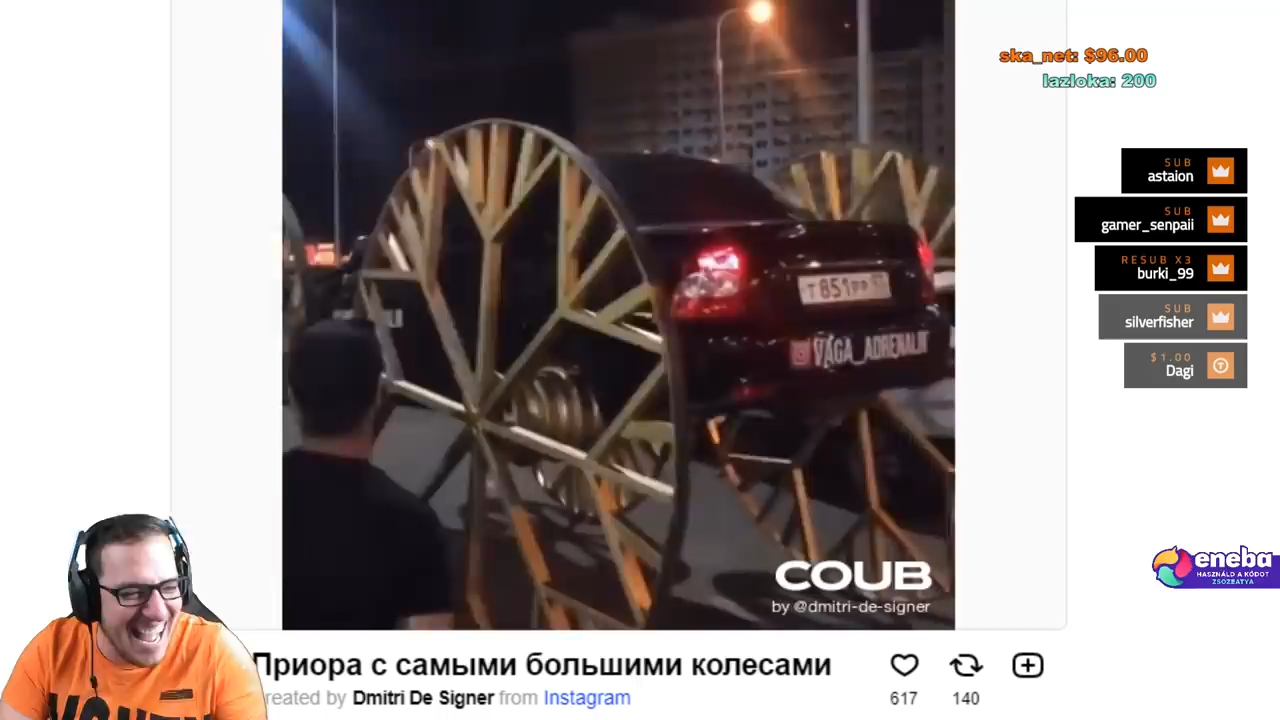 ska_net: $96.00
lazloka: 200
SUB
astaion
SUB
gamer_senpaii
RESUB X3
burki_99
SUB
silverfisher
$1.00
Dagi
T851PP
VAGA_ADRENALIN
COUB
by @dmitri-de-signer
eneba
HASZNÁLD A KÓDOT
ZSOZEATYA
Приора с самыми большими колесами
617
140
reated by Dmitri De Signer from Instagram